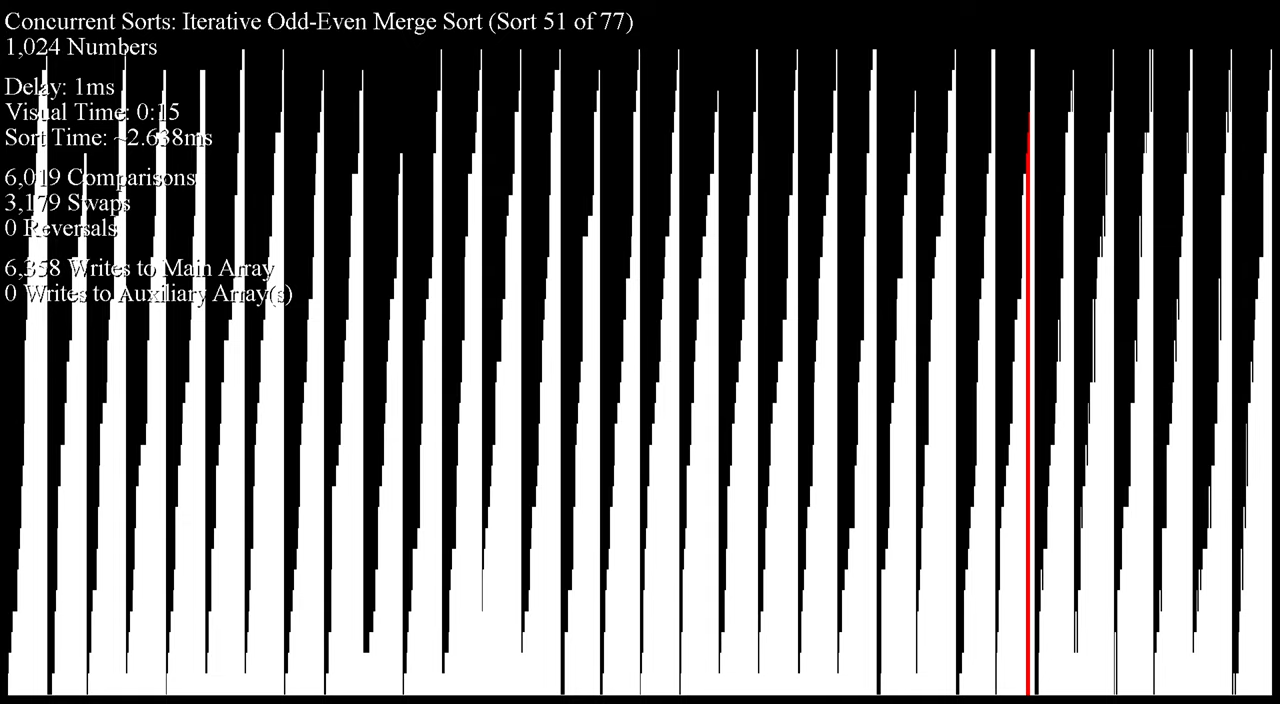 Concurrent Sorts: Iterative Odd-Even Merge Sort (Sort 51 of 77)
1,024 Numbers
Delay: 1ms
Visual Time: 0:15
Sort Time: ~2.638ms
6,019 Comparisons
3,179 Swaps
0 Reversals
6,358 Writes to Main Array
0 Writes to Auxiliary Array(s)